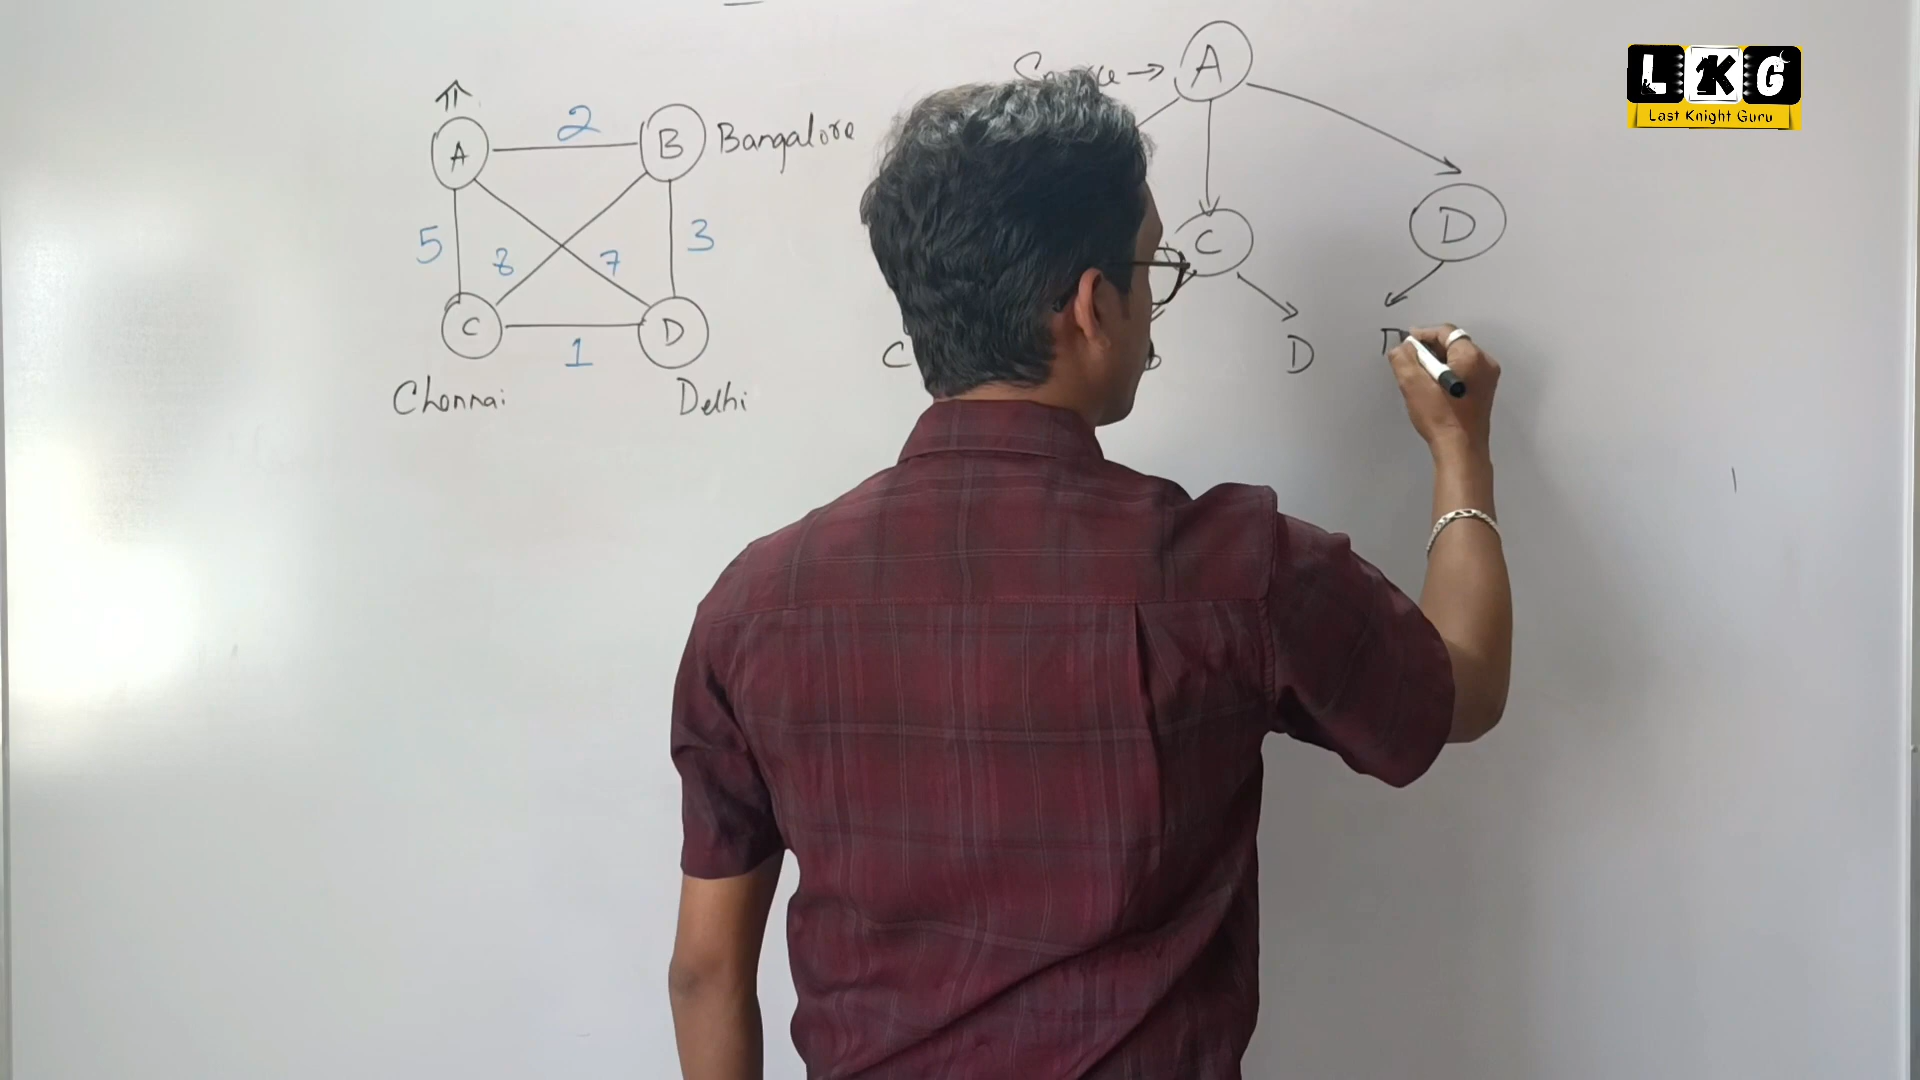 A
2
B
Bangalore
5
8
7
3
C
1
D
Chennai
Delhi
A
C
D
C
D
LKG
Last Knight Guru